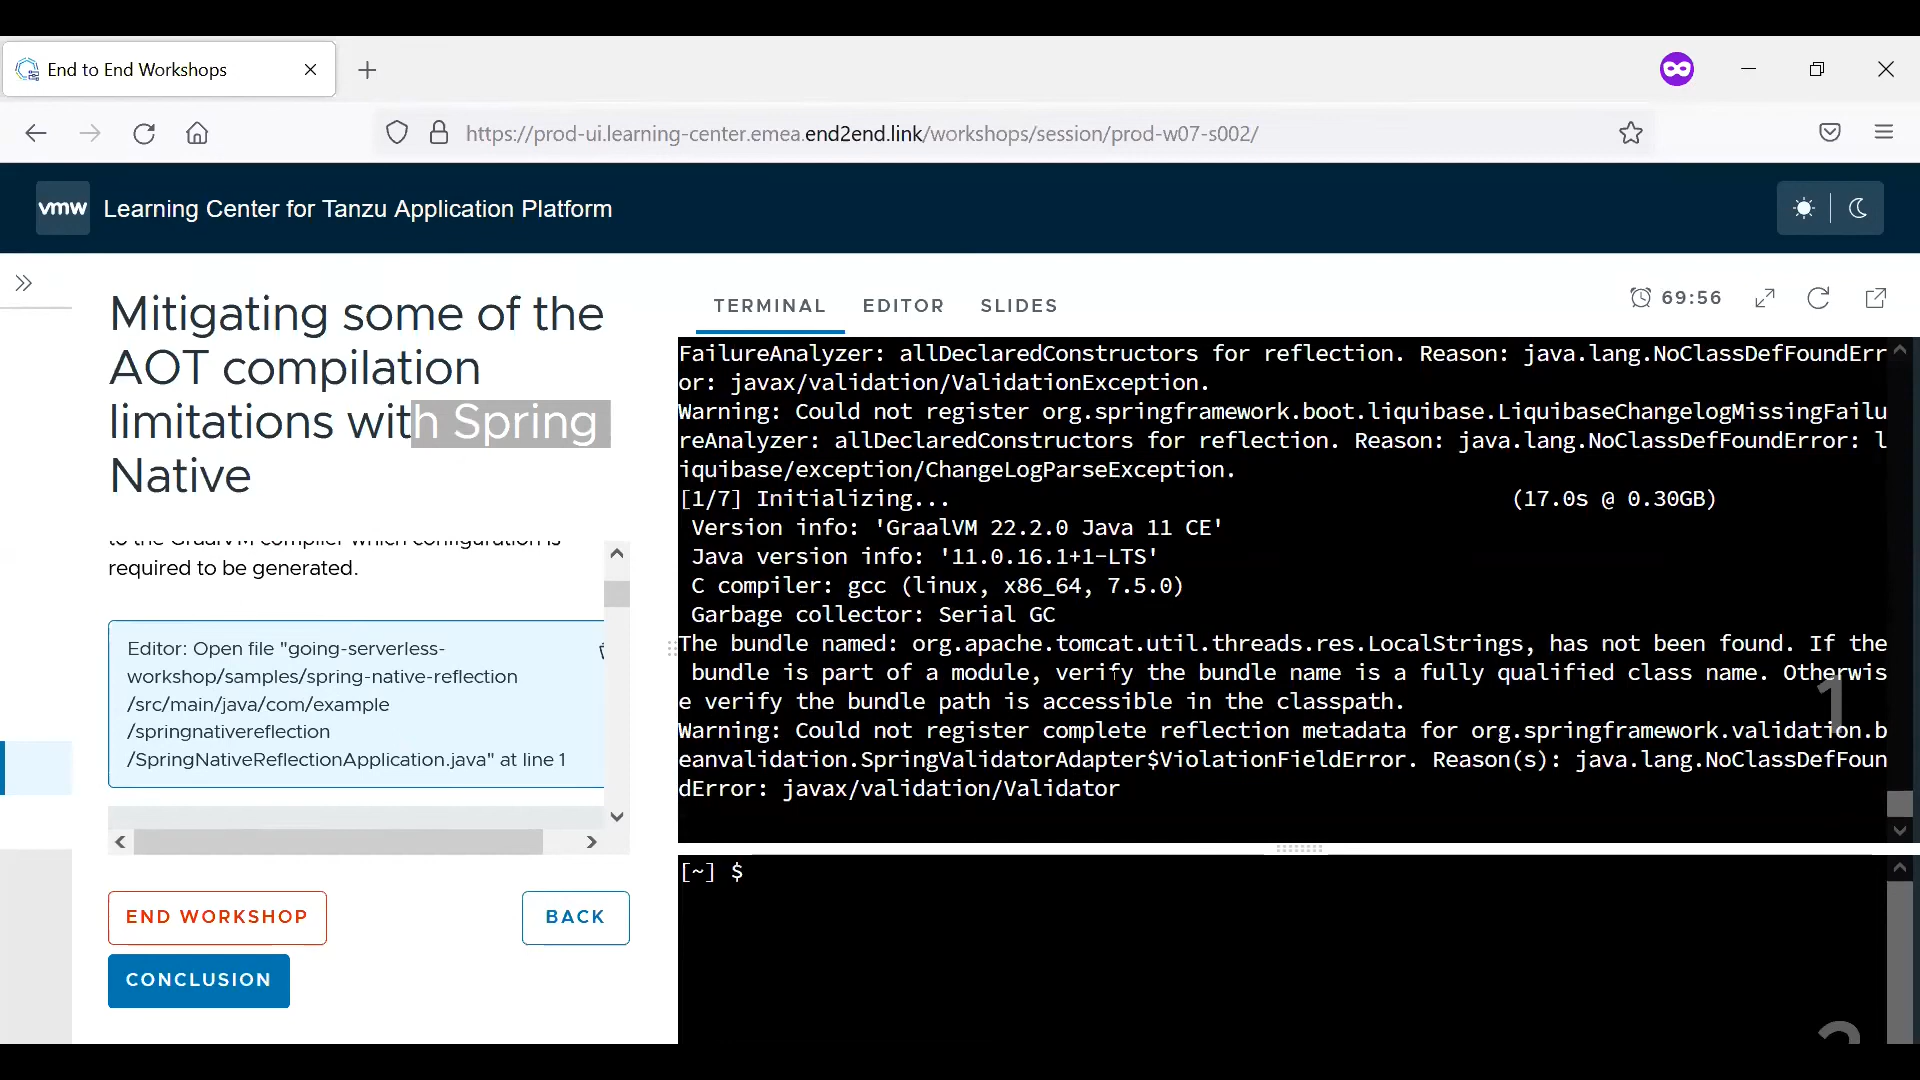 End to End Workshops
https://prod-ui.learning-center.emea.end2end.link/workshops/session/prod-w07-s002/
vmw Learning Center for Tanzu Application Platform
Mitigating some of the
AOT compilation
limitations with Spring
Native
to the GraalVM compiler which configuration is
required to be generated.
Editor: Open file "going-serverless-
workshop/samples/spring-native-reflection
/src/main/java/com/example
/springnativereflection
/SpringNativeReflectionApplication.java" at line 1
END WORKSHOP
BACK
CONCLUSION
TERMINAL EDITOR SLIDES
69:56
FailureAnalyzer: allDeclaredConstructors for reflection. Reason: java.lang.NoClassDefFoundErr
or: javax/validation/ValidationException.
Warning: Could not register org.springframework.boot.liquibase.LiquibaseChangelogMissingFailu
reAnalyzer: allDeclaredConstructors for reflection. Reason: java.lang.NoClassDefFoundError: l
iquibase/exception/ChangeLogParseException.
[1/7] Initializing... (17.0s @ 0.30GB)
Version info: 'GraalVM 22.2.0 Java 11 CE'
Java version info: '11.0.16.1+1-LTS'
C compiler: gcc (linux, x86_64, 7.5.0)
Garbage collector: Serial GC
The bundle named: org.apache.tomcat.util.threads.res.LocalStrings, has not been found. If the
bundle is part of a module, verify the bundle name is a fully qualified class name. Otherwis
e verify the bundle path is accessible in the classpath.
Warning: Could not register complete reflection metadata for org.springframework.validation.b
eanvalidation.SpringValidatorAdapter$ViolationFieldError. Reason(s): java.lang.NoClassDefFoun
dError: javax/validation/Validator
1
[~] $
2